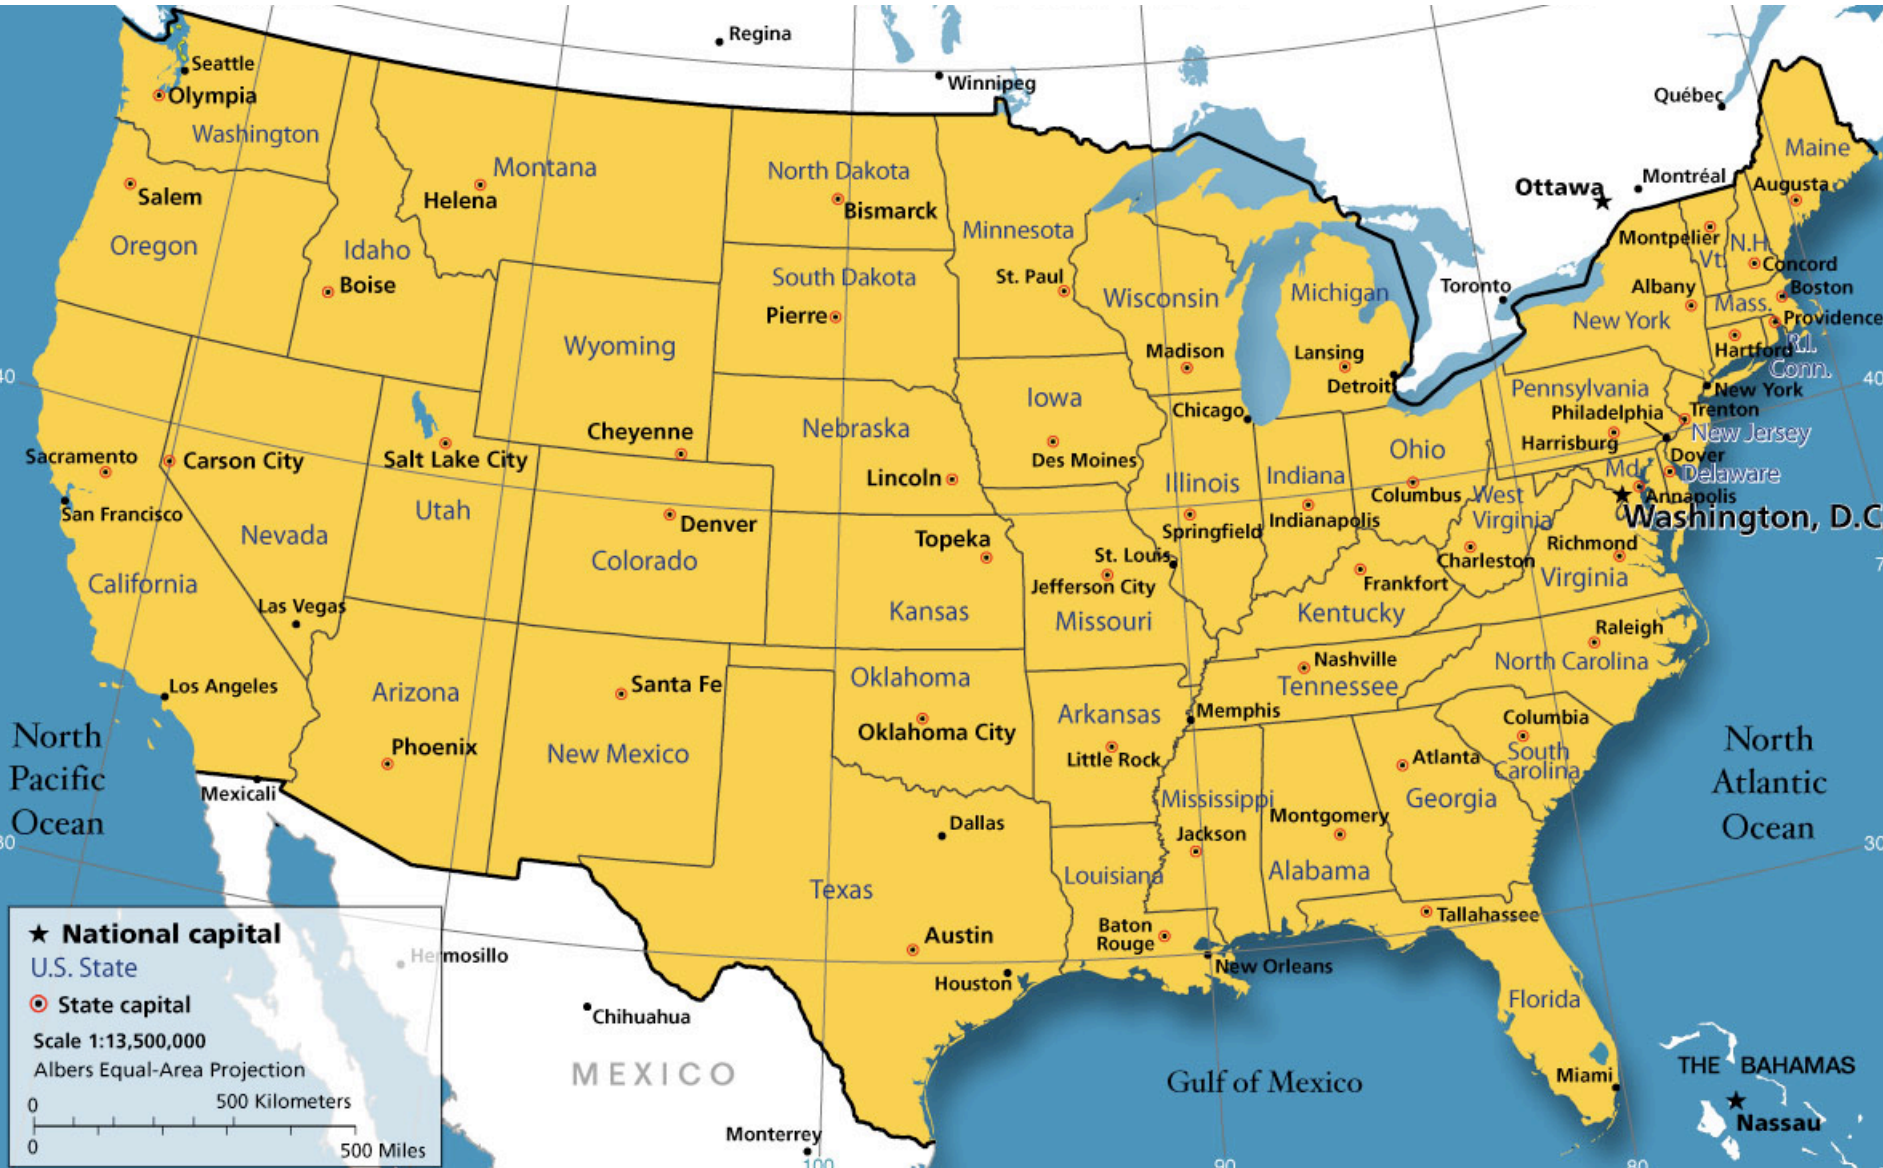 Regina
Winnipeg
Seattle
Olympia
Washington
Québec
Montréal
Ottawa
Maine
Augusta
Montana
Helena
North Dakota
Bismarck
Minnesota
St. Paul
Salem
Oregon
Idaho
Boise
South Dakota
Pierre
Wisconsin
Madison
Michigan
Lansing
Detroit
Toronto
Montpelier
Vt.
N.H.
Concord
Albany
Boston
New York
Mass.
Providence
Hartford
R.I.
Conn.
Wyoming
Cheyenne
40
40
Iowa
Des Moines
Chicago
Pennsylvania
New York
Philadelphia
Trenton
Harrisburg
New Jersey
Nebraska
Lincoln
Ohio
Columbus
Dover
Md.
Delaware
Annapolis
Washington, D.C
Sacramento
Carson City
Salt Lake City
Utah
San Francisco
Nevada
California
Las Vegas
Denver
Colorado
Topeka
Kansas
Illinois
Springfield
Indiana
Indianapolis
St. Louis
Jefferson City
Missouri
West
Virginia
Charleston
Richmond
Virginia
7
Frankfort
Kentucky
Raleigh
North Carolina
Nashville
Tennessee
Memphis
Los Angeles
Arizona
Phoenix
Santa Fe
New Mexico
Oklahoma
Oklahoma City
Arkansas
Little Rock
Columbia
South
Carolina
Atlanta
Georgia
North
Pacific
Ocean
North
Atlantic
Ocean
30
30
Mexicali
Dallas
Texas
Austin
Houston
Mississippi
Jackson
Montgomery
Alabama
Louisiana
Baton
Rouge
New Orleans
Tallahassee
Florida
Miami
Hermosillo
Chihuahua
MEXICO
Monterrey
Gulf of Mexico
THE BAHAMAS
Nassau
100
90
80
National capital
U.S. State
State capital
Scale 1:13,500,000
Albers Equal-Area Projection
0 500 Kilometers
0 500 Miles